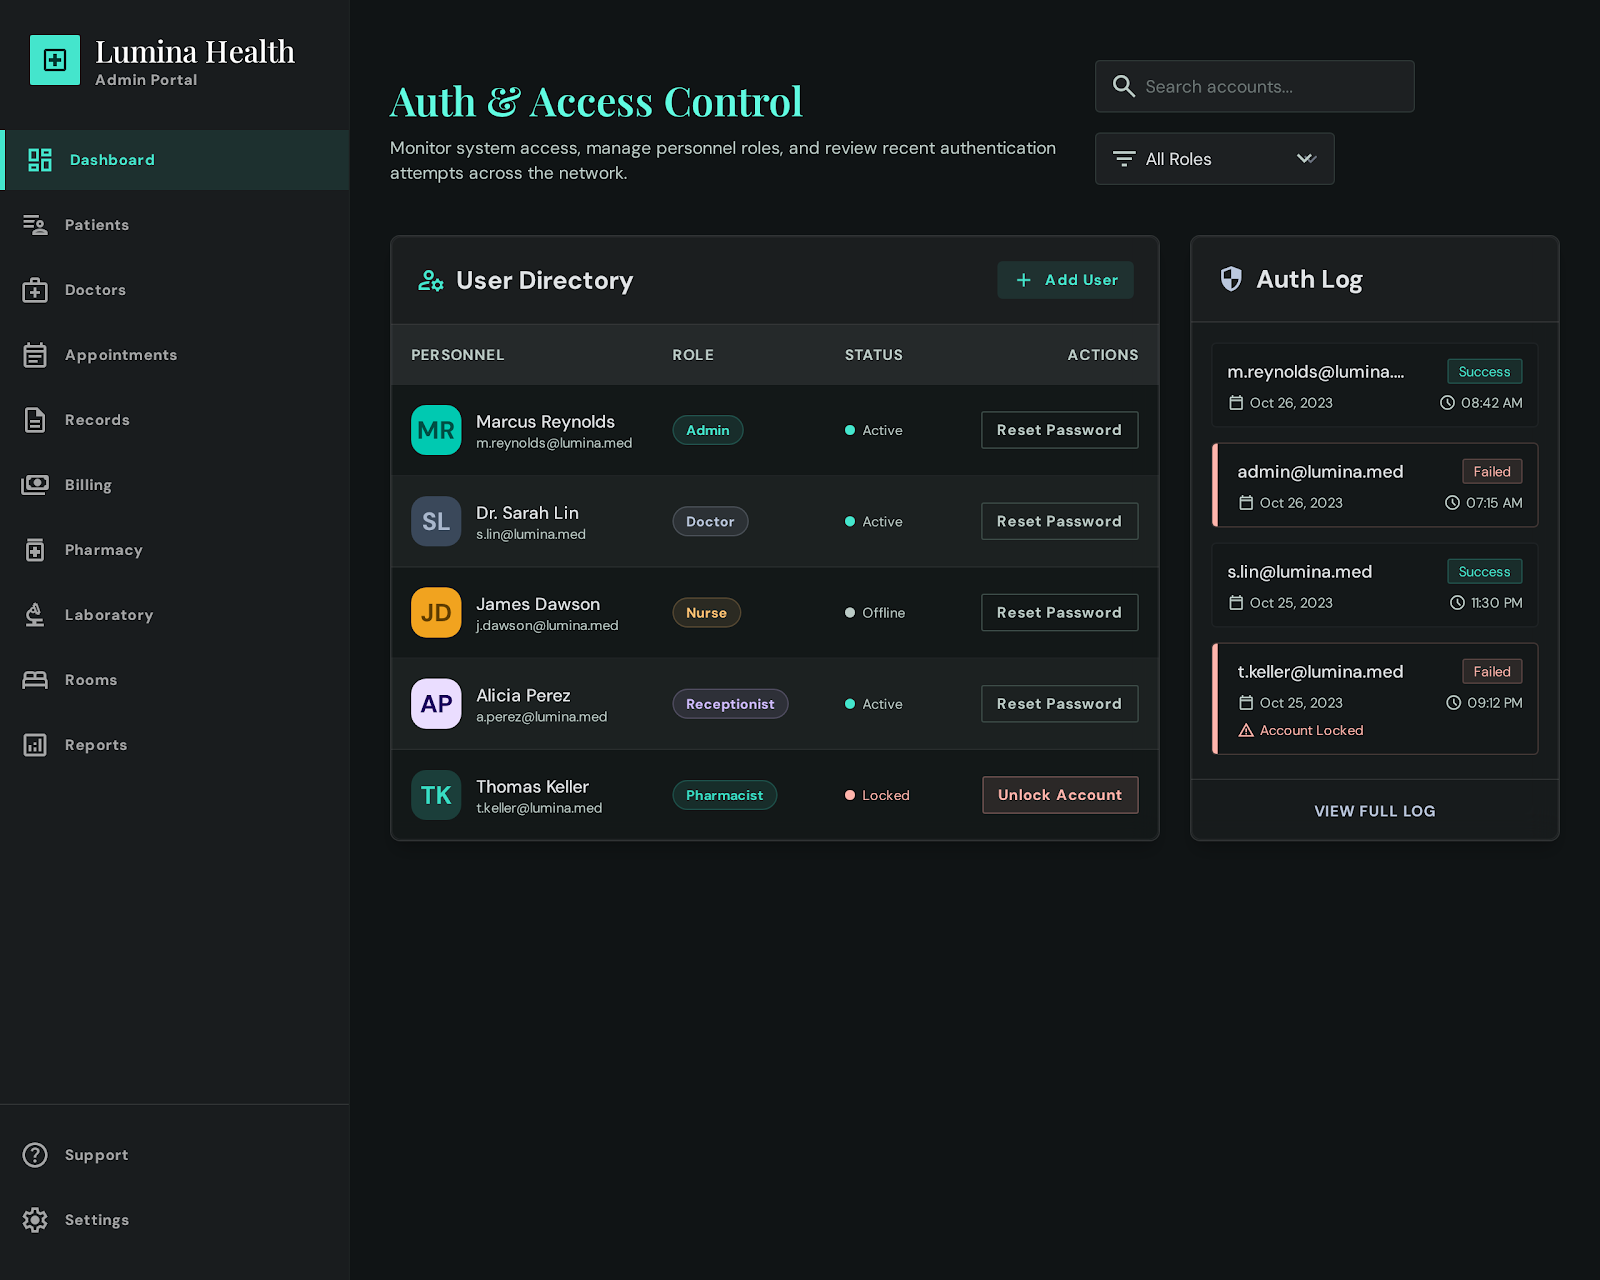 Lumina Health
Admin Portal
Dashboard
Patients
Doctors
Appointments
Records
Billing
Pharmacy
Laboratory
Rooms
Reports
Support
Settings
Auth & Access Control
Monitor system access, manage personnel roles, and review recent authentication
attempts across the network.
Search accounts...
All Roles
User Directory
Add User
PERSONNEL ROLE STATUS ACTIONS
MR Marcus Reynolds
m.reynolds@lumina.med
Admin Active Reset Password
SL Dr. Sarah Lin
s.lin@lumina.med
Doctor Active Reset Password
JD James Dawson
j.dawson@lumina.med
Nurse Offline Reset Password
AP Alicia Perez
a.perez@lumina.med
Receptionist Active Reset Password
TK Thomas Keller
t.keller@lumina.med
Pharmacist Locked Unlock Account
Auth Log
m.reynolds@lumina.... Success
Oct 26, 2023 08:42 AM
admin@lumina.med Failed
Oct 26, 2023 07:15 AM
s.lin@lumina.med Success
Oct 25, 2023 11:30 PM
t.keller@lumina.med Failed
Oct 25, 2023 09:12 PM
Account Locked
VIEW FULL LOG